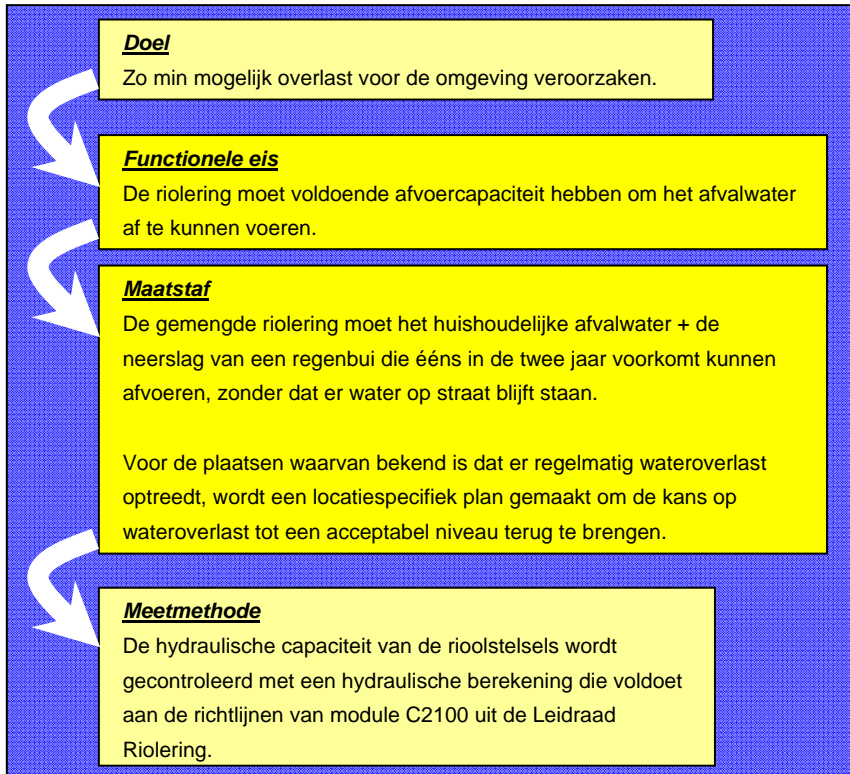 Doel
Zo min mogelijk overlast voor de omgeving veroorzaken.
Functionele eis
De riolering moet voldoende afvoercapaciteit hebben om het afvalwater
af te kunnen voeren.
Maatstaf
De gemengde riolering moet het huishoudelijke afvalwater + de
neerslag van een regenbui die ééns in de twee jaar voorkomt kunnen
afvoeren, zonder dat er water op straat blijft staan.
Voor de plaatsen waarvan bekend is dat er regelmatig wateroverlast
optreedt, wordt een locatiespecifiek plan gemaakt om de kans op
wateroverlast tot een acceptabel niveau terug te brengen.
Meetmethode
De hydraulische capaciteit van de rioolstelsels wordt
gecontroleerd met een hydraulische berekening die voldoet
aan de richtlijnen van module C2100 uit de Leidraad
Riolering.